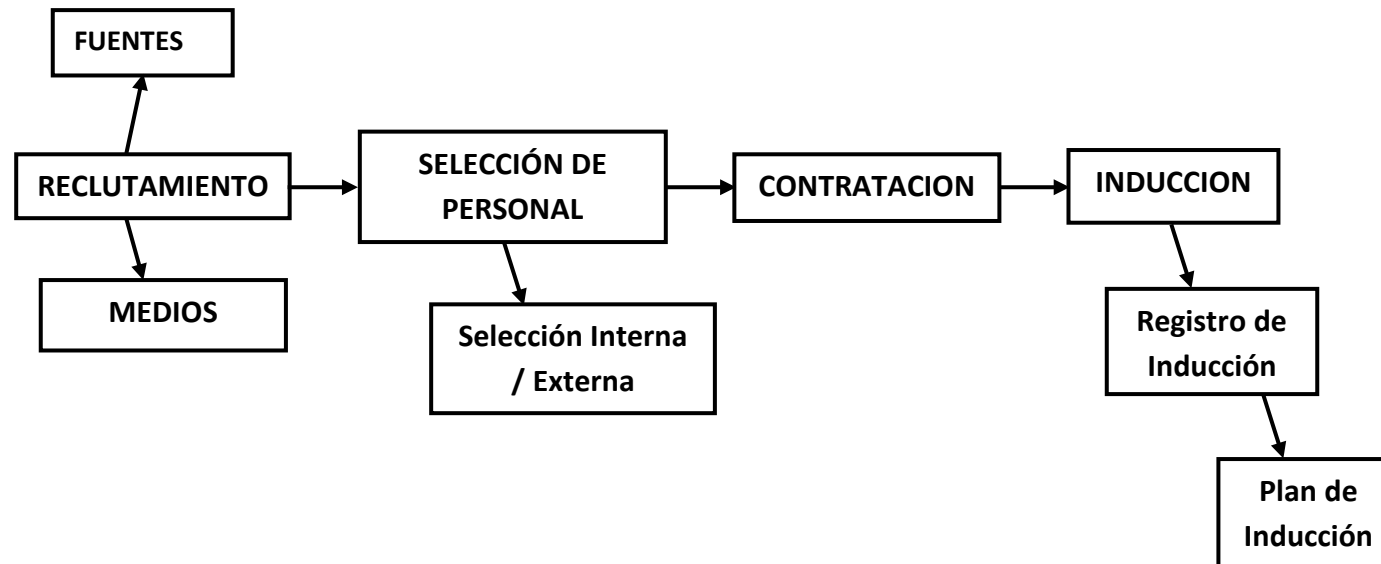 FUENTES
RECLUTAMIENTO
SELECCIÓN DE
PERSONAL
CONTRATACION
INDUCCION
MEDIOS
Selección Interna
/ Externa
Registro de
Inducción
Plan de
Inducción